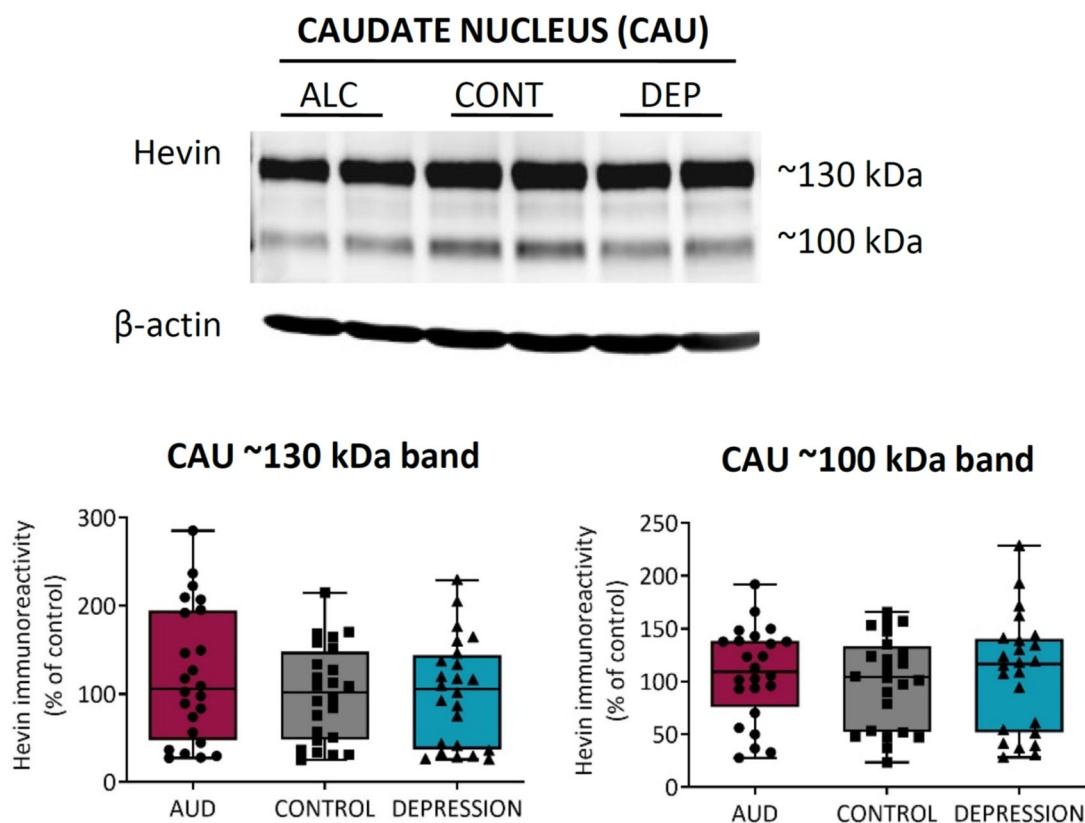 CAUDATE NUCLEUS (CAU)
ALC CONT DEP
Hevin
~130 kDa
~100 kDa
β-actin
CAU ~130 kDa band
Hevin immunoreactivity
(% of control)
300
200
100
0
AUD CONTROL DEPRESSION
CAU ~100 kDa band
Hevin immunoreactivity
(% of control)
250
200
150
100
50
0
AUD CONTROL DEPRESSION